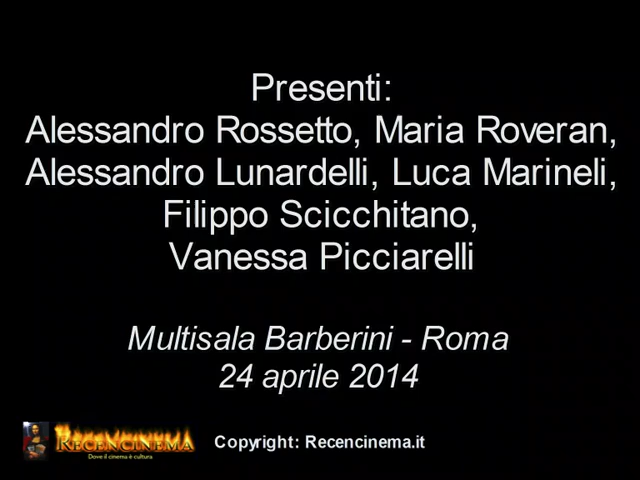 Presenti:
Alessandro Rossetto, Maria Roveran,
Alessandro Lunardelli, Luca Marineli,
Filippo Scicchitano,
Vanessa Picciarelli
Multisala Barberini - Roma
24 aprile 2014
RECENCINEMA
Dove il cinema è cultura
Copyright: Recencinema.it